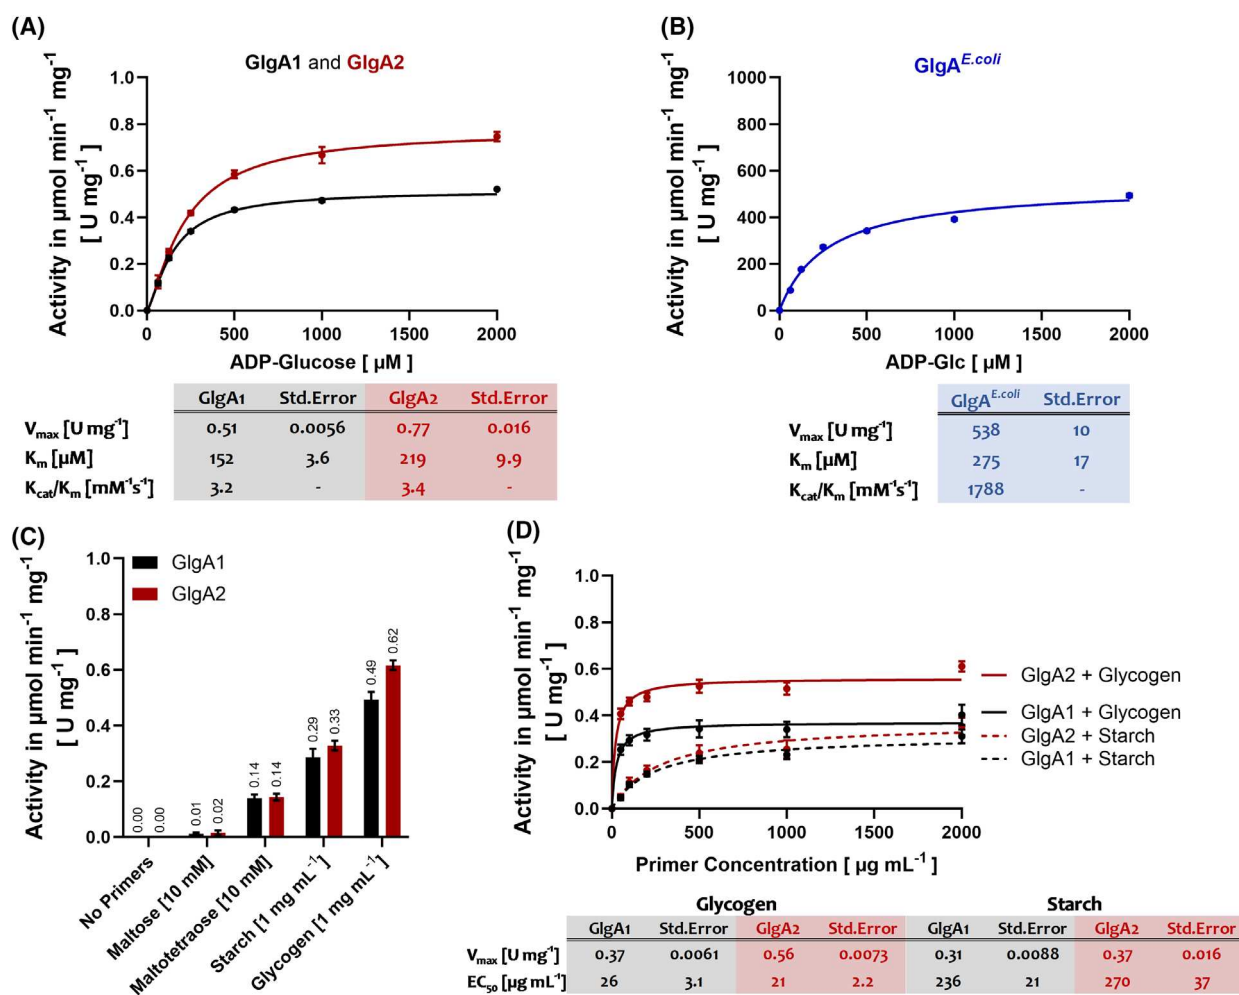 (A)
GlgA1 and GlgA2
Activity in µmol min-1 mg-1
[ U mg-1 ]
1.0
0.8
0.6
0.4
0.2
0.0
0 500 1000 1500 2000
ADP-Glucose [ µM ]
GlgA1 Std.Error GlgA2 Std.Error
Vmax [U mg-1] 0.51 0.0056 0.77 0.016
Km [µM] 152 3.6 219 9.9
Kcat/Km [mM-1s-1] 3.2 - 3.4 -
(B)
GlgAE.coli
Activity in µmol min-1 mg-1
[ U mg-1 ]
1000
800
600
400
200
0
0 500 1000 1500 2000
ADP-Glc [ µM ]
GlgAE.coli Std.Error
Vmax [U mg-1] 538 10
Km [µM] 275 17
Kcat/Km [mM-1s-1] 1788 -
(C)
GlgA1
GlgA2
Activity in µmol min-1 mg-1
[ U mg-1 ]
1.0
0.8
0.6
0.4
0.2
0.0
0.00 0.00 0.01 0.02 0.14 0.14 0.29 0.33 0.49 0.62
No Primers
Maltose [10 mM]
Maltotetraose [10 mM]
Starch [1 mg mL-1]
Glycogen [1 mg mL-1]
(D)
Activity in µmol min-1 mg-1
[ U mg-1 ]
1.0
0.8
0.6
0.4
0.2
0.0
0 500 1000 1500 2000
Primer Concentration [ µg mL-1 ]
GlgA2 + Glycogen
GlgA1 + Glycogen
GlgA2 + Starch
GlgA1 + Starch
Glycogen Starch
GlgA1 Std.Error GlgA2 Std.Error GlgA1 Std.Error GlgA2 Std.Error
Vmax [U mg-1] 0.37 0.0061 0.56 0.0073 0.31 0.0088 0.37 0.016
EC50 [µg mL-1] 26 3.1 21 2.2 236 21 270 37